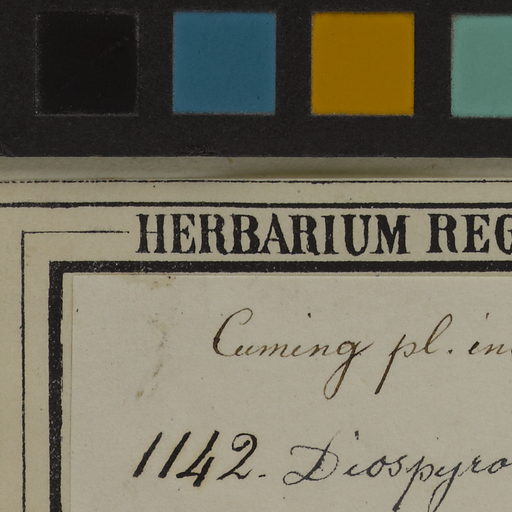 HERBARIUM REG
Cuming pl. in
1142. Diospyro